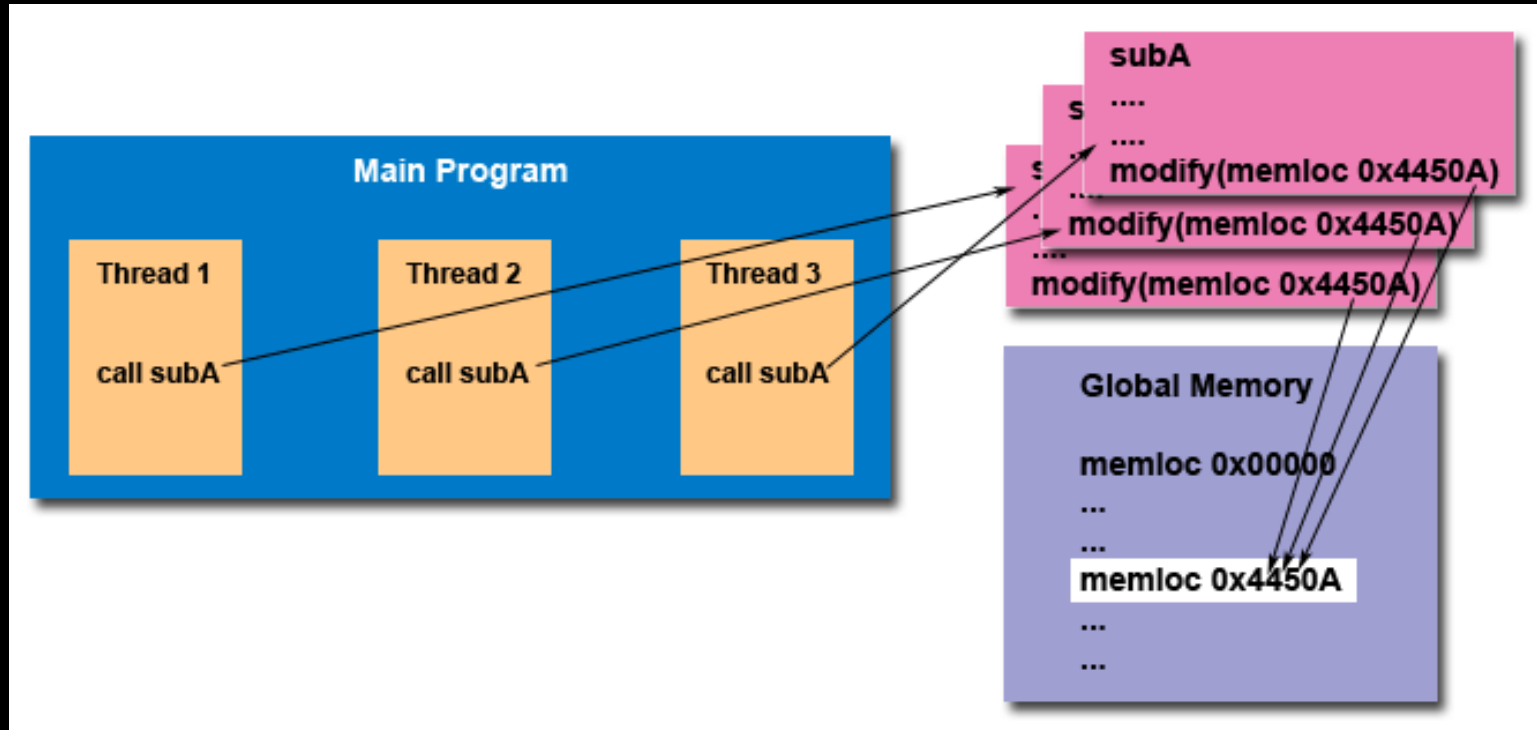 Main Program
Thread 1
call subA
Thread 2
call subA
Thread 3
call subA
subA
....
....
modify(memloc 0x4450A)
s
....
modify(memloc 0x4450A)
s
....
modify(memloc 0x4450A)
Global Memory
memloc 0x00000
...
...
memloc 0x4450A
...
...